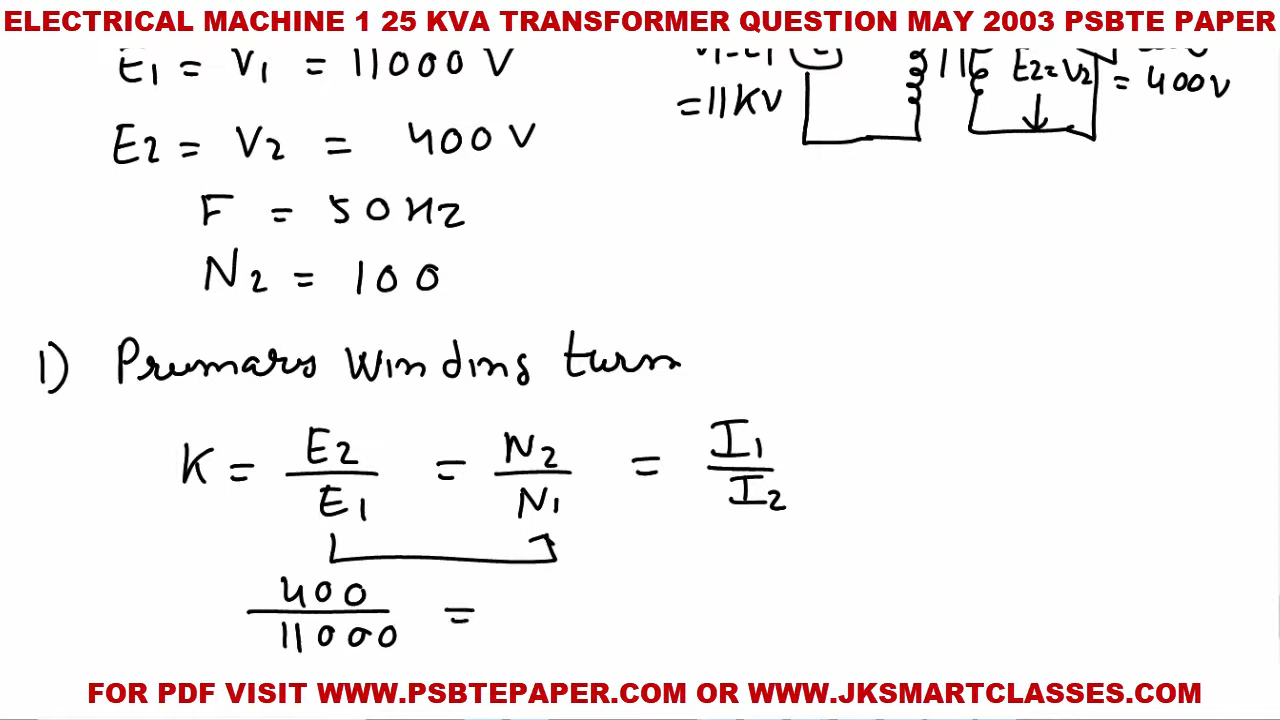 ELECTRICAL MACHINE 1 25 KVA TRANSFORMER QUESTION MAY 2003 PSBTE PAPER
E1 = V1 = 11000 V
= 11KV
E2 = V2
= 400V
E2 = V2 = 400 V
F = 50 HZ
N2 = 100
1) Primary Winding turn
K = E2/E1 = N2/N1 = I1/I2
400/11000 =
FOR PDF VISIT WWW.PSBTEPAPER.COM OR WWW.JKSMARTCLASSES.COM